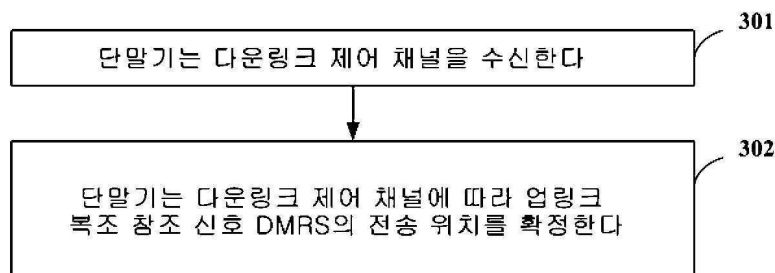 301
단말기는 다운링크 제어 채널을 수신한다
302
단말기는 다운링크 제어 채널에 따라 업링크
복조 참조 신호 DMRS의 전송 위치를 확정한다